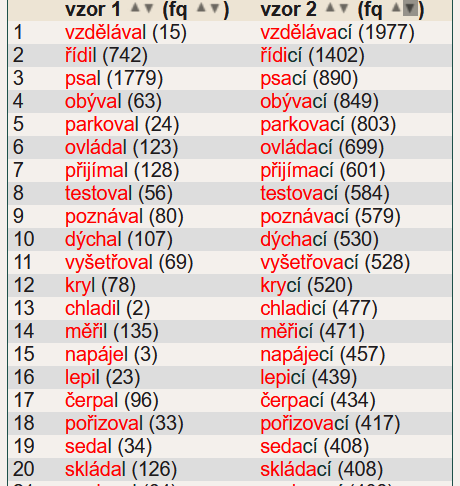 vzor 1 ▲▼ (fq ▲▼) vzor 2 ▲▼ (fq ▲▼)
1 vzdělával (15) vzdělávací (1977)
2 řídil (742) řídicí (1402)
3 psal (1779) psací (890)
4 obýval (63) obývací (849)
5 parkoval (24) parkovací (803)
6 ovládal (123) ovládací (699)
7 přijímal (128) přijímací (601)
8 testoval (56) testovací (584)
9 poznával (80) poznávací (579)
10 dýchal (107) dýchací (530)
11 vyšetřoval (69) vyšetřovací (528)
12 kryl (78) krycí (520)
13 chladil (2) chladicí (477)
14 měřil (135) měřicí (471)
15 napájel (3) napájecí (457)
16 lepil (23) lepicí (439)
17 čerpal (96) čerpací (434)
18 pořizoval (33) pořizovací (417)
19 sedal (34) sedací (408)
20 skládal (126) skládací (408)